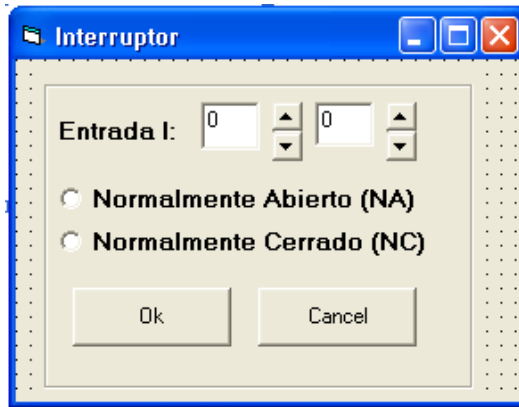 Interruptor
Entrada I: 0 0
Normalmente Abierto (NA)
Normalmente Cerrado (NC)
Ok Cancel